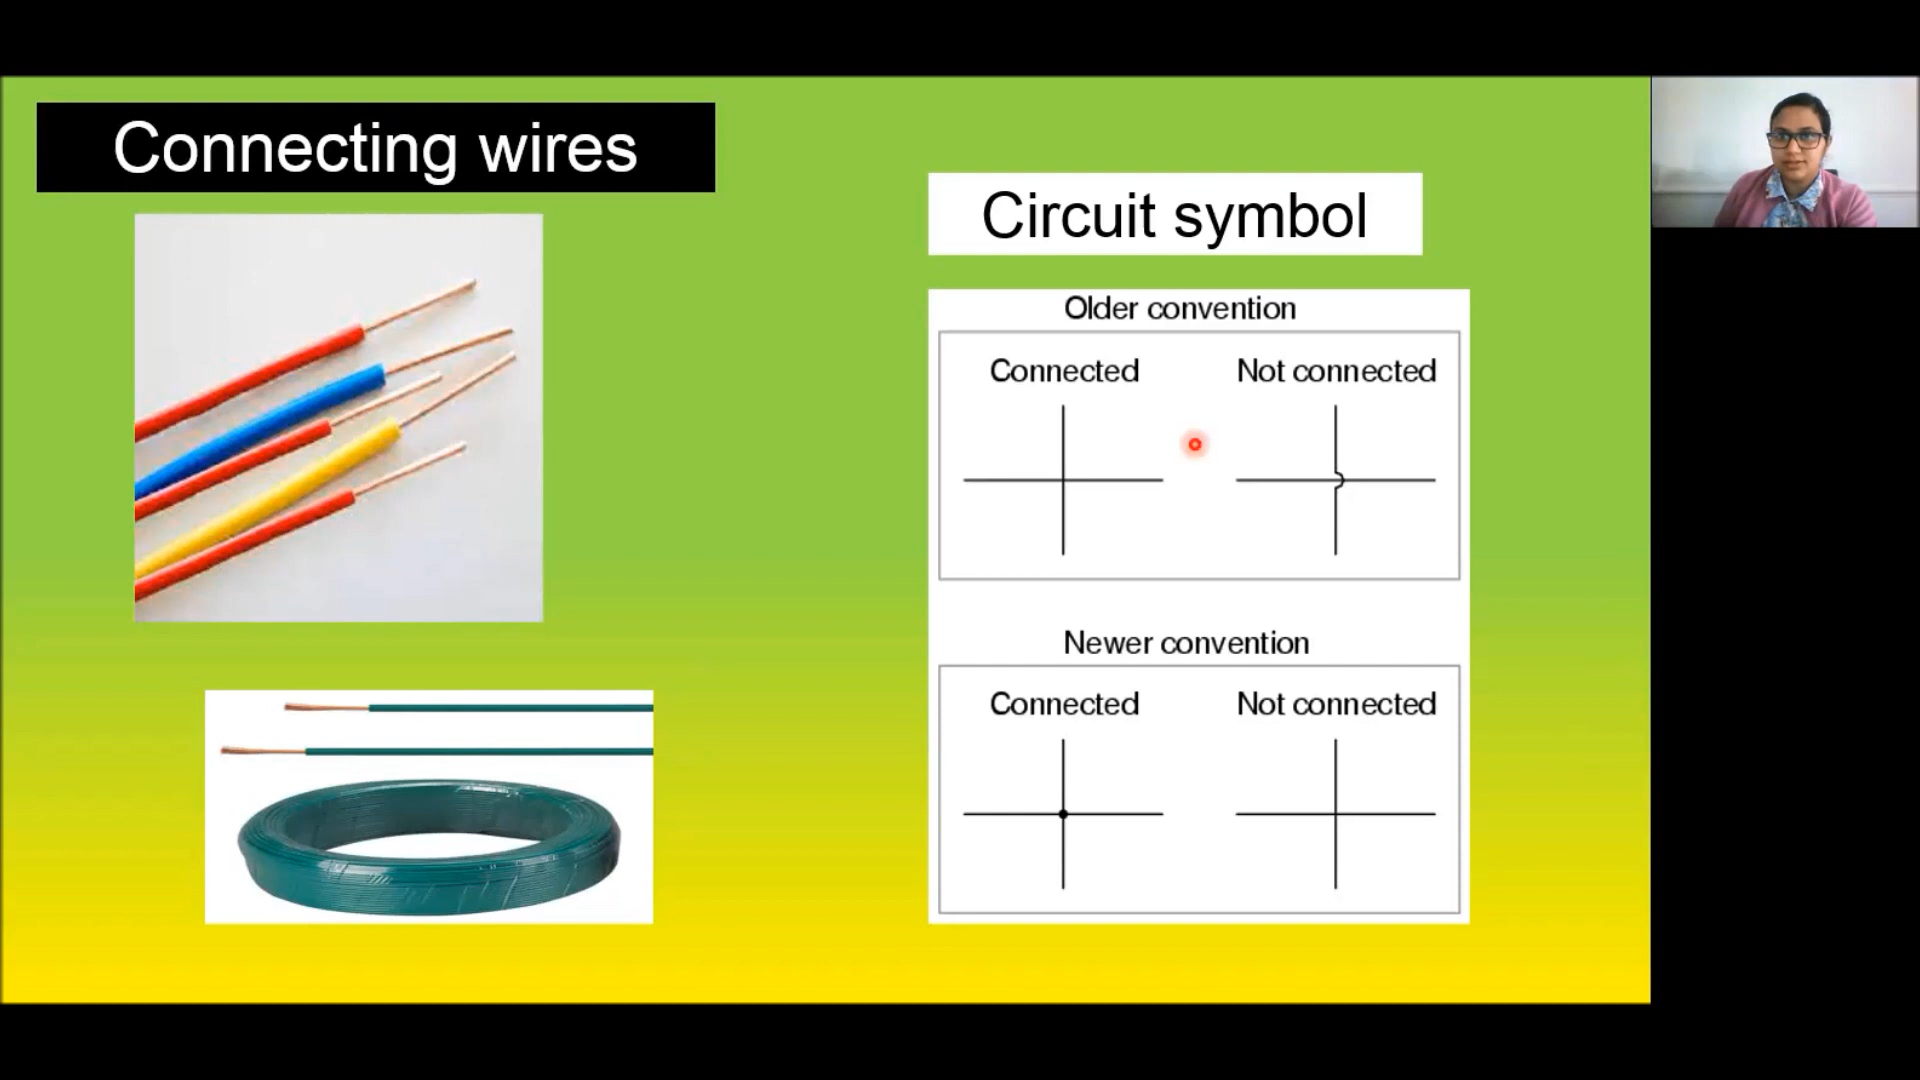 Connecting wires
Circuit symbol
Older convention
Connected Not connected
Newer convention
Connected Not connected